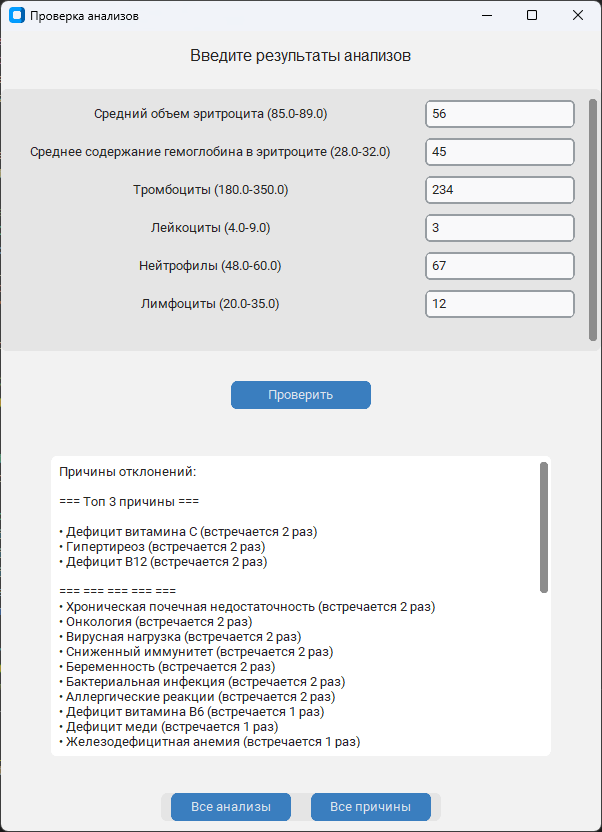 Проверка анализов
Введите результаты анализов
Средний объем эритроцита (85.0-89.0) 56
Среднее содержание гемоглобина в эритроците (28.0-32.0) 45
Тромбоциты (180.0-350.0) 234
Лейкоциты (4.0-9.0) 3
Нейтрофилы (48.0-60.0) 67
Лимфоциты (20.0-35.0) 12
Проверить
Причины отклонений:
=== Топ 3 причины ===
• Дефицит витамина C (встречается 2 раз)
• Гипертиреоз (встречается 2 раз)
• Дефицит B12 (встречается 2 раз)
=== === === === ===
• Хроническая почечная недостаточность (встречается 2 раз)
• Онкология (встречается 2 раз)
• Вирусная нагрузка (встречается 2 раз)
• Сниженный иммунитет (встречается 2 раз)
• Беременность (встречается 2 раз)
• Бактериальная инфекция (встречается 2 раз)
• Аллергические реакции (встречается 2 раз)
• Дефицит витамина B6 (встречается 1 раз)
• Дефицит меди (встречается 1 раз)
• Железодефицитная анемия (встречается 1 раз)
Все анализы Все причины